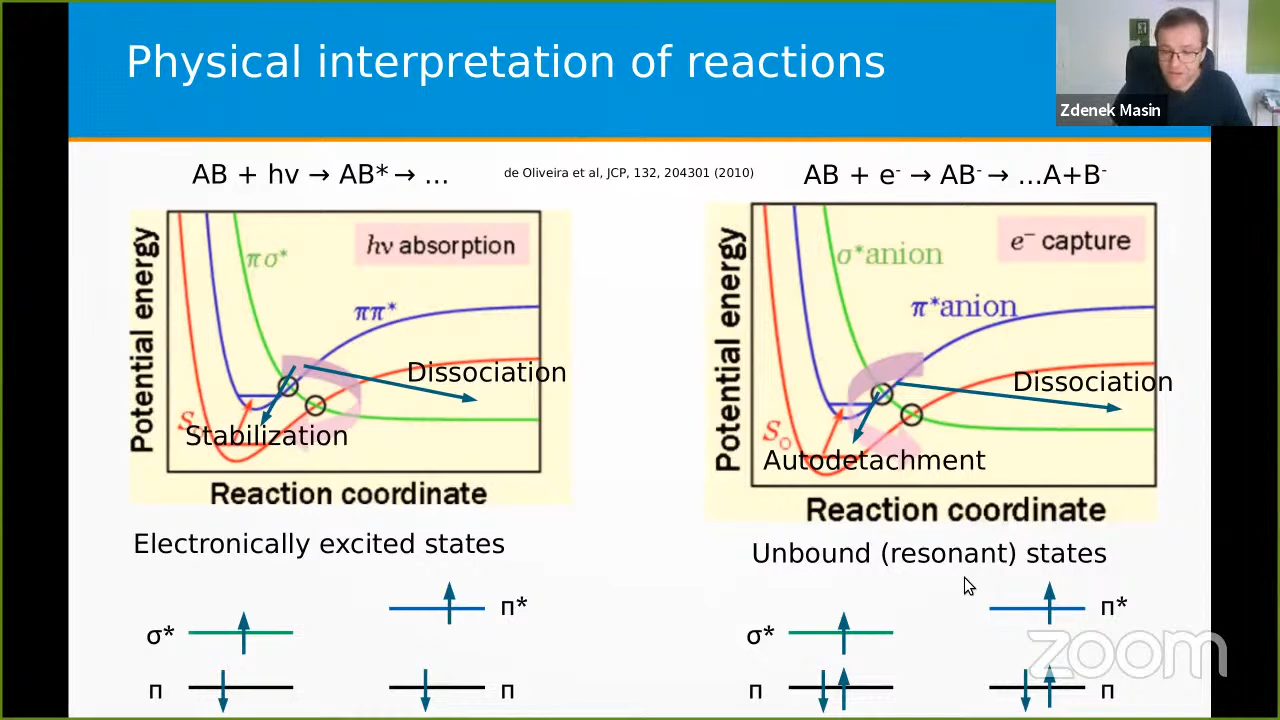 Physical interpretation of reactions
Zdenek Masin
AB + hν → AB* → ...
de Oliveira et al, JCP, 132, 204301 (2010)
AB + e⁻ → AB⁻ → ...A+B⁻
Potential energy
πσ*
hν absorption
ππ*
Dissociation
S
Stabilization
Reaction coordinate
Potential energy
σ*anion
e⁻ capture
π*anion
Dissociation
S₀
Autodetachment
Reaction coordinate
Electronically excited states
Unbound (resonant) states
π*
σ*
π
π
π*
σ*
π
π
zoom